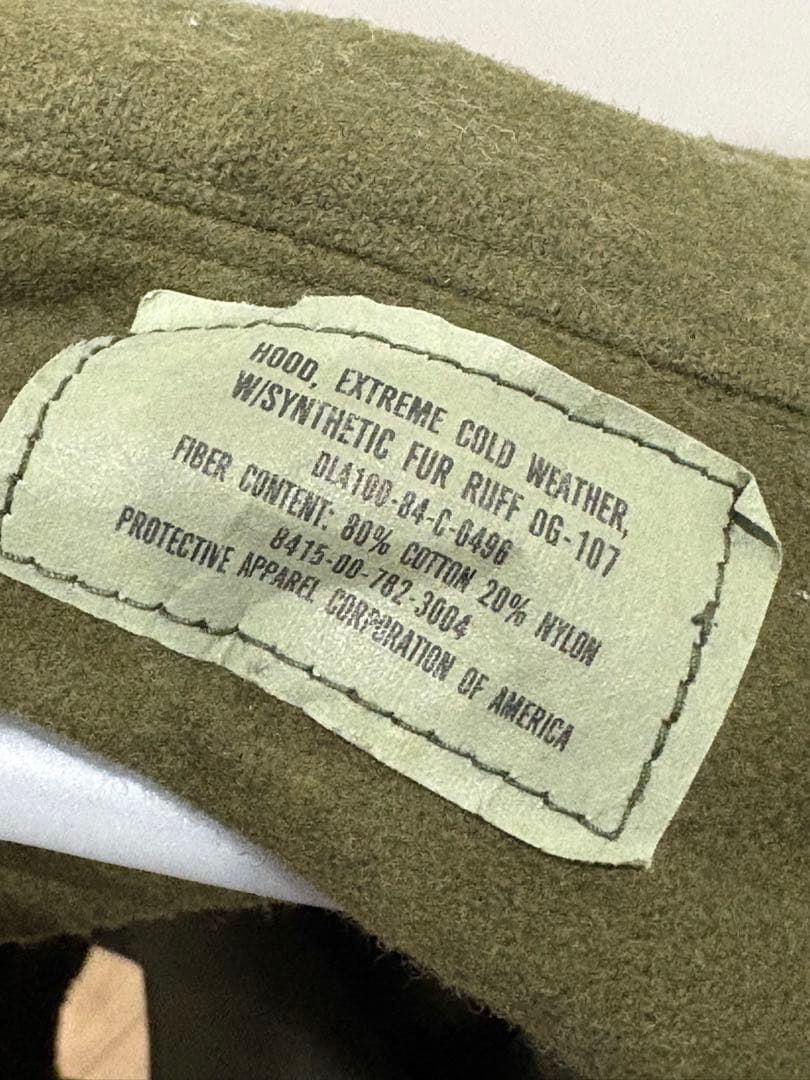 HOOD, EXTREME COLD WEATHER,
W/SYNTHETIC FUR RUFF OG-107
DLA100-84-C-0496
FIBER CONTENT: 80% COTTON 20% NYLON
8415-00-782-3004
PROTECTIVE APPAREL CORPORATION OF AMERICA